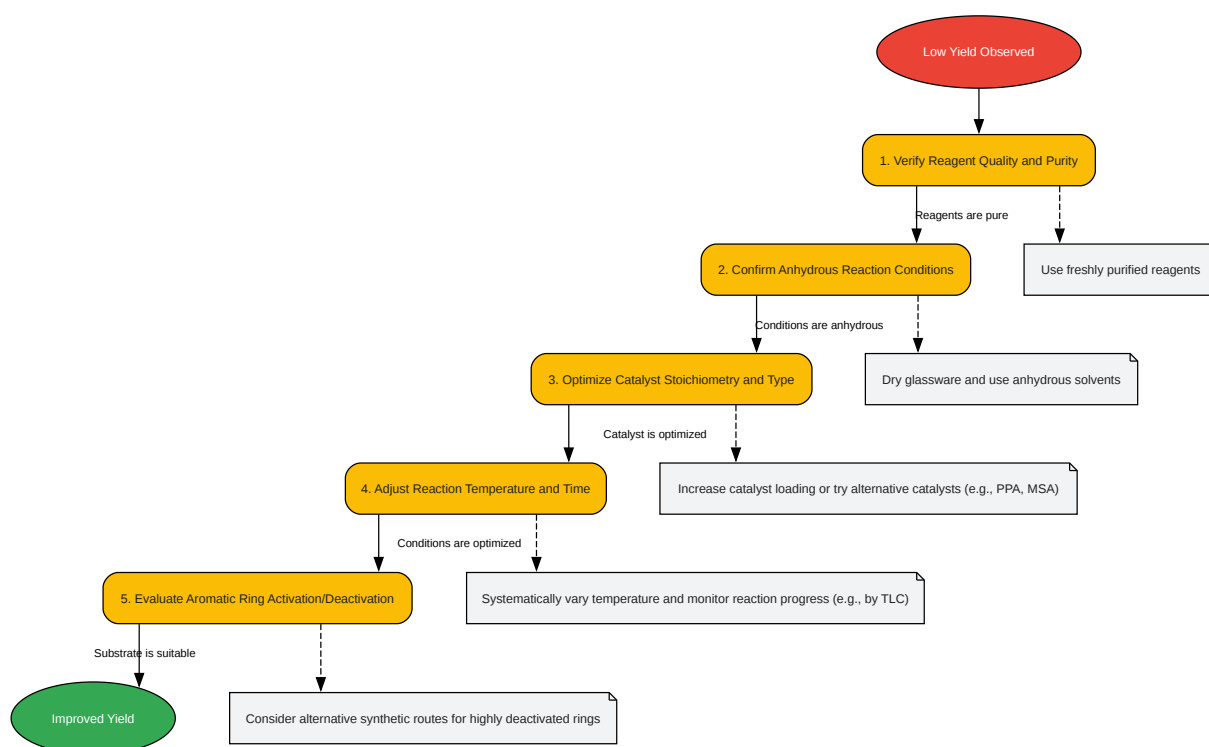 Low Yield Observed
1. Verify Reagent Quality and Purity
Reagents are pure
2. Confirm Anhydrous Reaction Conditions
Use freshly purified reagents
Conditions are anhydrous
3. Optimize Catalyst Stoichiometry and Type
Dry glassware and use anhydrous solvents
Catalyst is optimized
4. Adjust Reaction Temperature and Time
Increase catalyst loading or try alternative catalysts (e.g., PPA, MSA)
Conditions are optimized
5. Evaluate Aromatic Ring Activation/Deactivation
Systematically vary temperature and monitor reaction progress (e.g., by TLC)
Substrate is suitable
Improved Yield
Consider alternative synthetic routes for highly deactivated rings